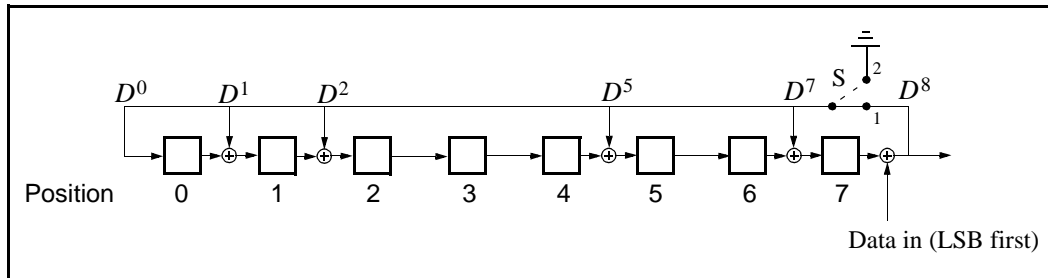 S 2
D⁰ D¹ D² D⁵ D⁷ D⁸
1
Position 0 1 2 3 4 5 6 7
Data in (LSB first)